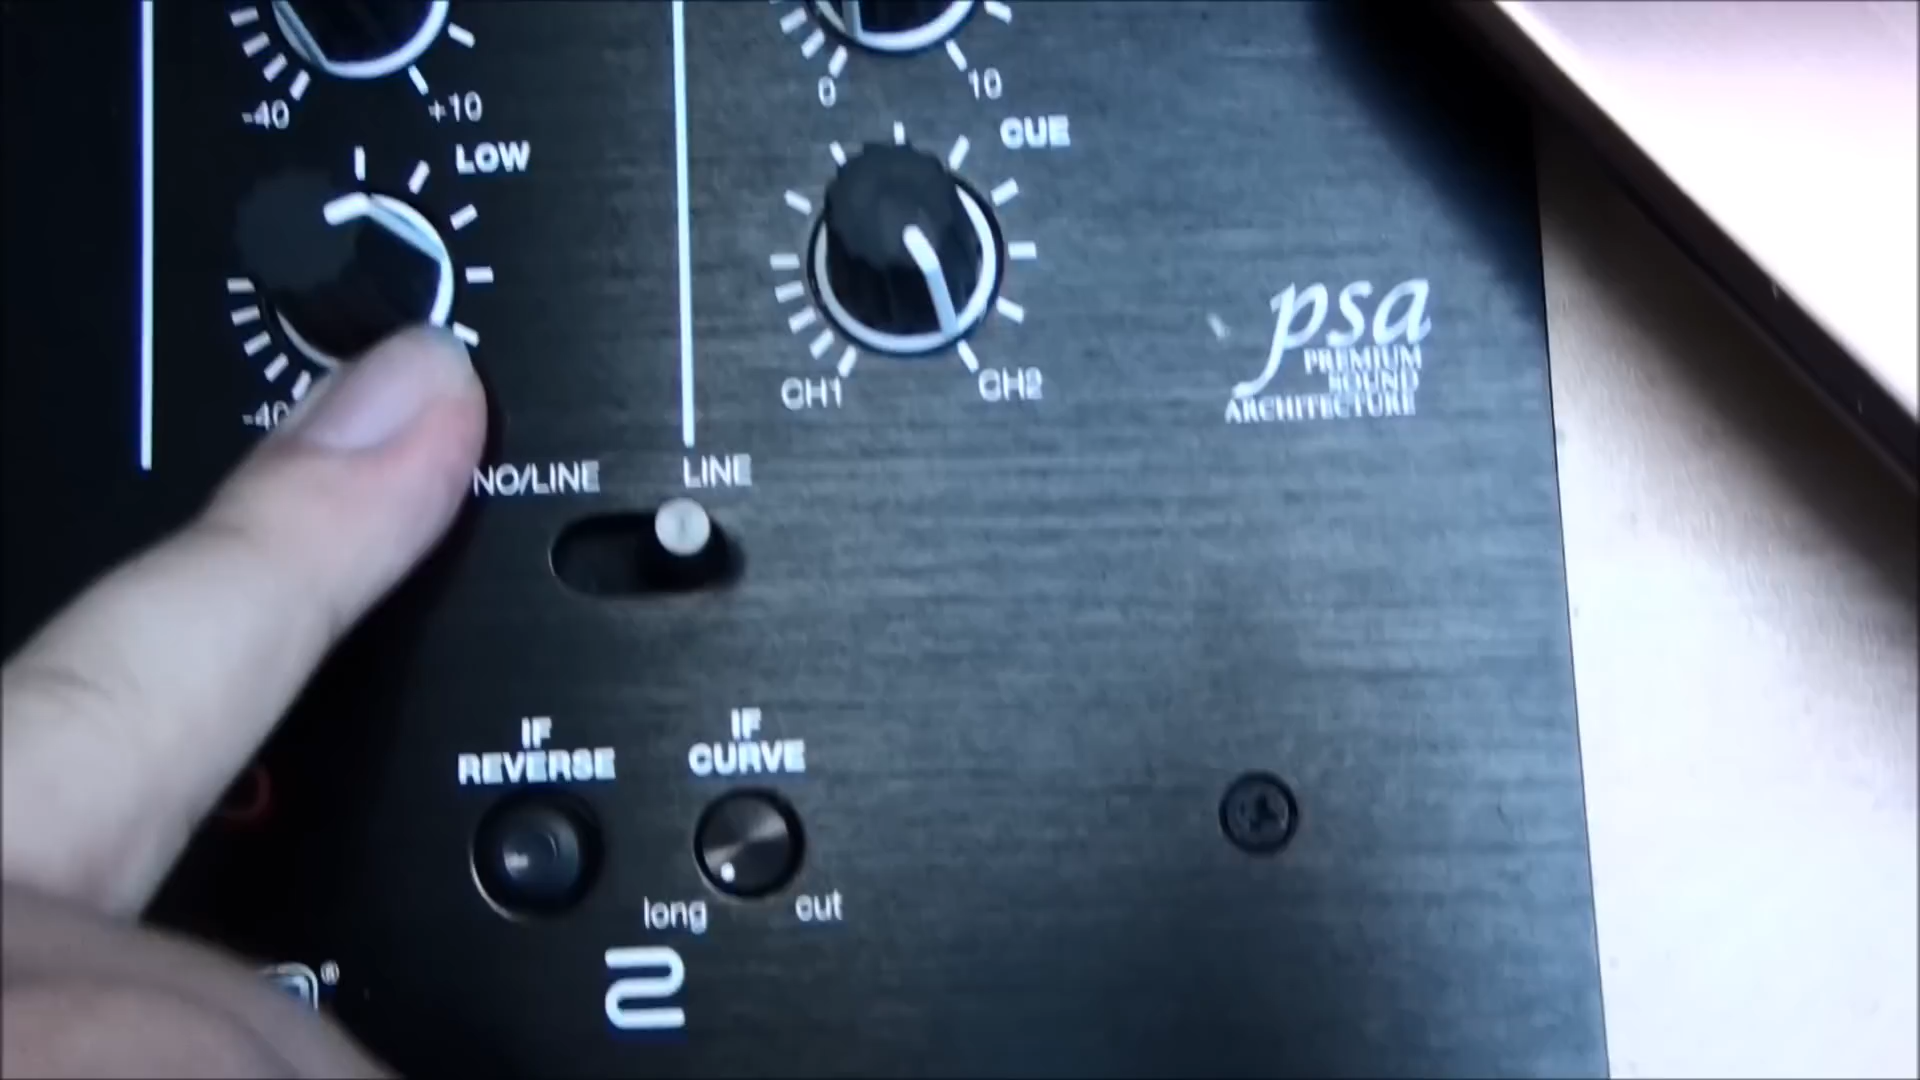 -40
+10
0
10
LOW
CUE
-40
CH1
CH2
psa
PREMIUM
SOUND
ARCHITECTURE
NO/LINE
LINE
IF
REVERSE
IF
CURVE
long
cut
2
®